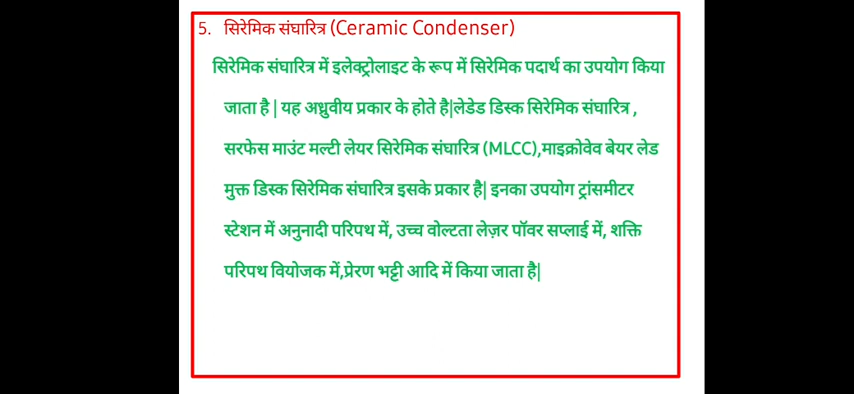 5. सिरेमिक संघारित्र (Ceramic Condenser)
सिरेमिक संघारित्र में इलेक्ट्रोलाइट के रूप में सिरेमिक पदार्थ का उपयोग किया
जाता है | यह अध्रुवीय प्रकार के होते है|लेडेड डिस्क सिरेमिक संघारित्र ,
सरफेस माउंट मल्टी लेयर सिरेमिक संघारित्र (MLCC),माइक्रोवेव बेयर लेड
मुक्त डिस्क सिरेमिक संघारित्र इसके प्रकार है| इनका उपयोग ट्रांसमीटर
स्टेशन में अनुनादी परिपथ में, उच्च वोल्टता लेज़र पॉवर सप्लाई में, शक्ति
परिपथ वियोजक में,प्रेरण भट्टी आदि में किया जाता है|